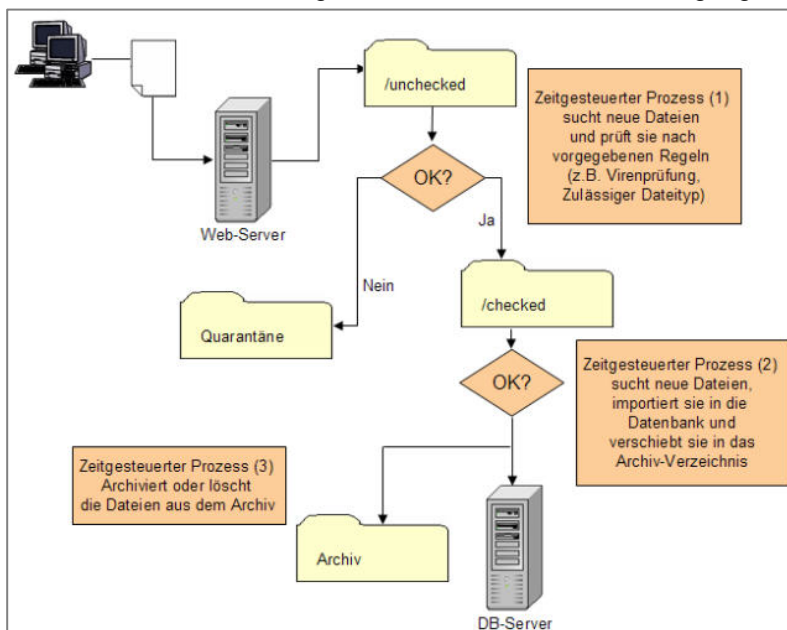 /unchecked
Zeitgesteuerter Prozess (1)
sucht neue Dateien
und prüft sie nach
vorgegebenen Regeln
(z.B. Virenprüfung,
Zulässiger Dateityp)
OK?
Web-Server
Ja
Nein
/checked
Quarantäne
OK?
Zeitgesteuerter Prozess (2)
sucht neue Dateien,
importiert sie in die
Datenbank und
verschiebt sie in das
Archiv-Verzeichnis
Zeitgesteuerter Prozess (3)
Archiviert oder löscht
die Dateien aus dem Archiv
Archiv
DB-Server